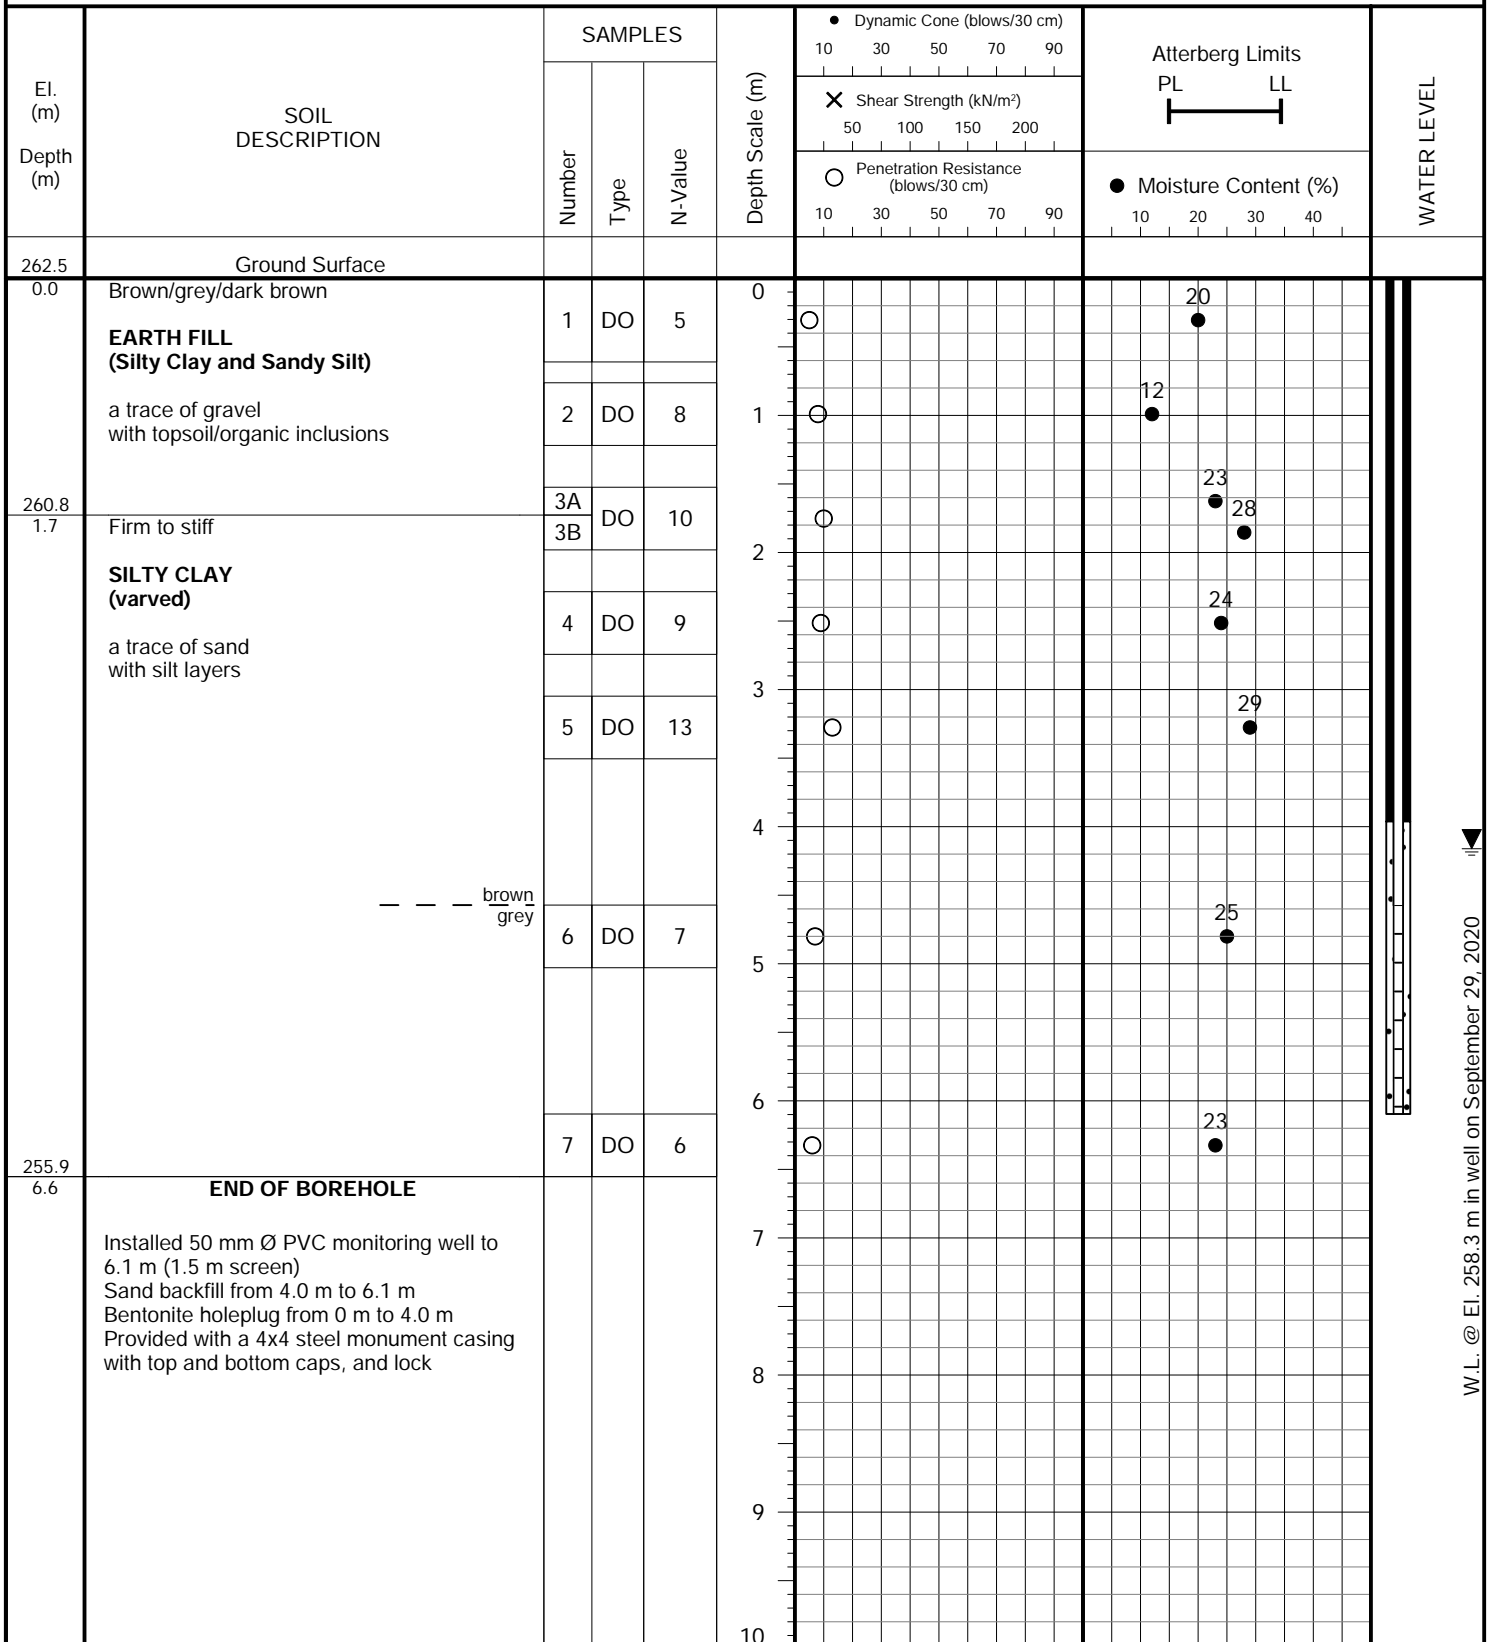 El.
(m)
Depth
(m)
SOIL
DESCRIPTION
SAMPLES
Number
Type
N-Value
Depth Scale (m)
Dynamic Cone (blows/30 cm)
10 30 50 70 90
Shear Strength (kN/m²)
50 100 150 200
Penetration Resistance
(blows/30 cm)
10 30 50 70 90
Atterberg Limits
PL LL
Moisture Content (%)
10 20 30 40
WATER LEVEL
262.5 Ground Surface
0.0 Brown/grey/dark brown
EARTH FILL
(Silty Clay and Sandy Silt)
a trace of gravel
with topsoil/organic inclusions
1 DO 5
0
20
2 DO 8
1
12
260.8
1.7 Firm to stiff
3A
3B
DO 10
23
28
2
SILTY CLAY
(varved)
a trace of sand
with silt layers
4 DO 9
24
3
5 DO 13
29
4
brown
grey
6 DO 7
25
5
6
7 DO 6
23
255.9
6.6 END OF BOREHOLE
Installed 50 mm Ø PVC monitoring well to
6.1 m (1.5 m screen)
Sand backfill from 4.0 m to 6.1 m
Bentonite holeplug from 0 m to 4.0 m
Provided with a 4x4 steel monument casing
with top and bottom caps, and lock
7
8
9
10
W.L. @ El. 258.3 m in well on September 29, 2020